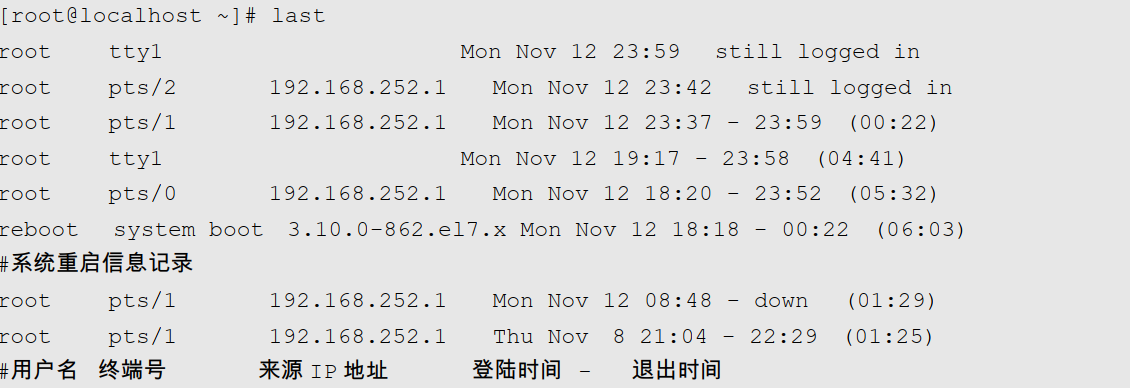 [root@localhost ~]# last
root tty1 Mon Nov 12 23:59 still logged in
root pts/2 192.168.252.1 Mon Nov 12 23:42 still logged in
root pts/1 192.168.252.1 Mon Nov 12 23:37 - 23:59 (00:22)
root tty1 Mon Nov 12 19:17 - 23:58 (04:41)
root pts/0 192.168.252.1 Mon Nov 12 18:20 - 23:52 (05:32)
reboot system boot 3.10.0-862.el7.x Mon Nov 12 18:18 - 00:22 (06:03)
#系统重启信息记录
root pts/1 192.168.252.1 Mon Nov 12 08:48 - down (01:29)
root pts/1 192.168.252.1 Thu Nov 8 21:04 - 22:29 (01:25)
#用户名 终端号 来源 IP 地址 登陆时间 - 退出时间